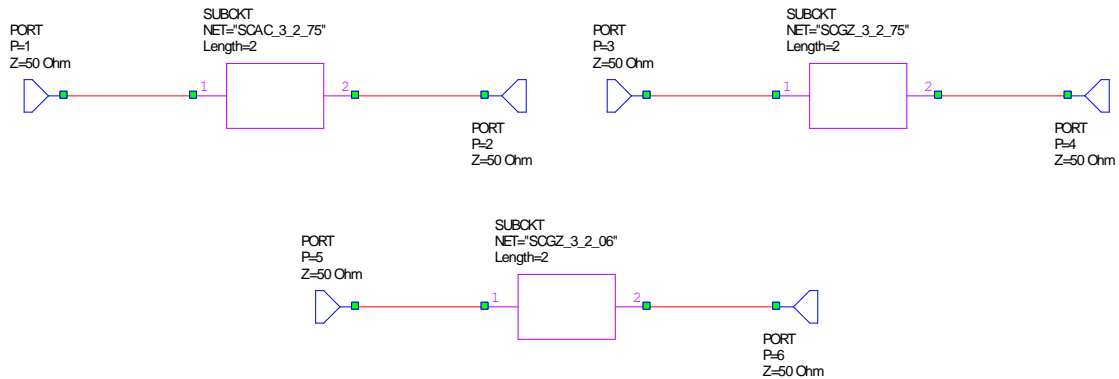 SUBCKT
NET="SCAC_3_2_75"
Length=2
PORT
P=1
Z=50 Ohm
1
2
PORT
P=2
Z=50 Ohm
SUBCKT
NET="SCGZ_3_2_75"
Length=2
PORT
P=3
Z=50 Ohm
1
2
PORT
P=4
Z=50 Ohm
SUBCKT
NET="SCGZ_3_2_06"
Length=2
PORT
P=5
Z=50 Ohm
1
2
PORT
P=6
Z=50 Ohm